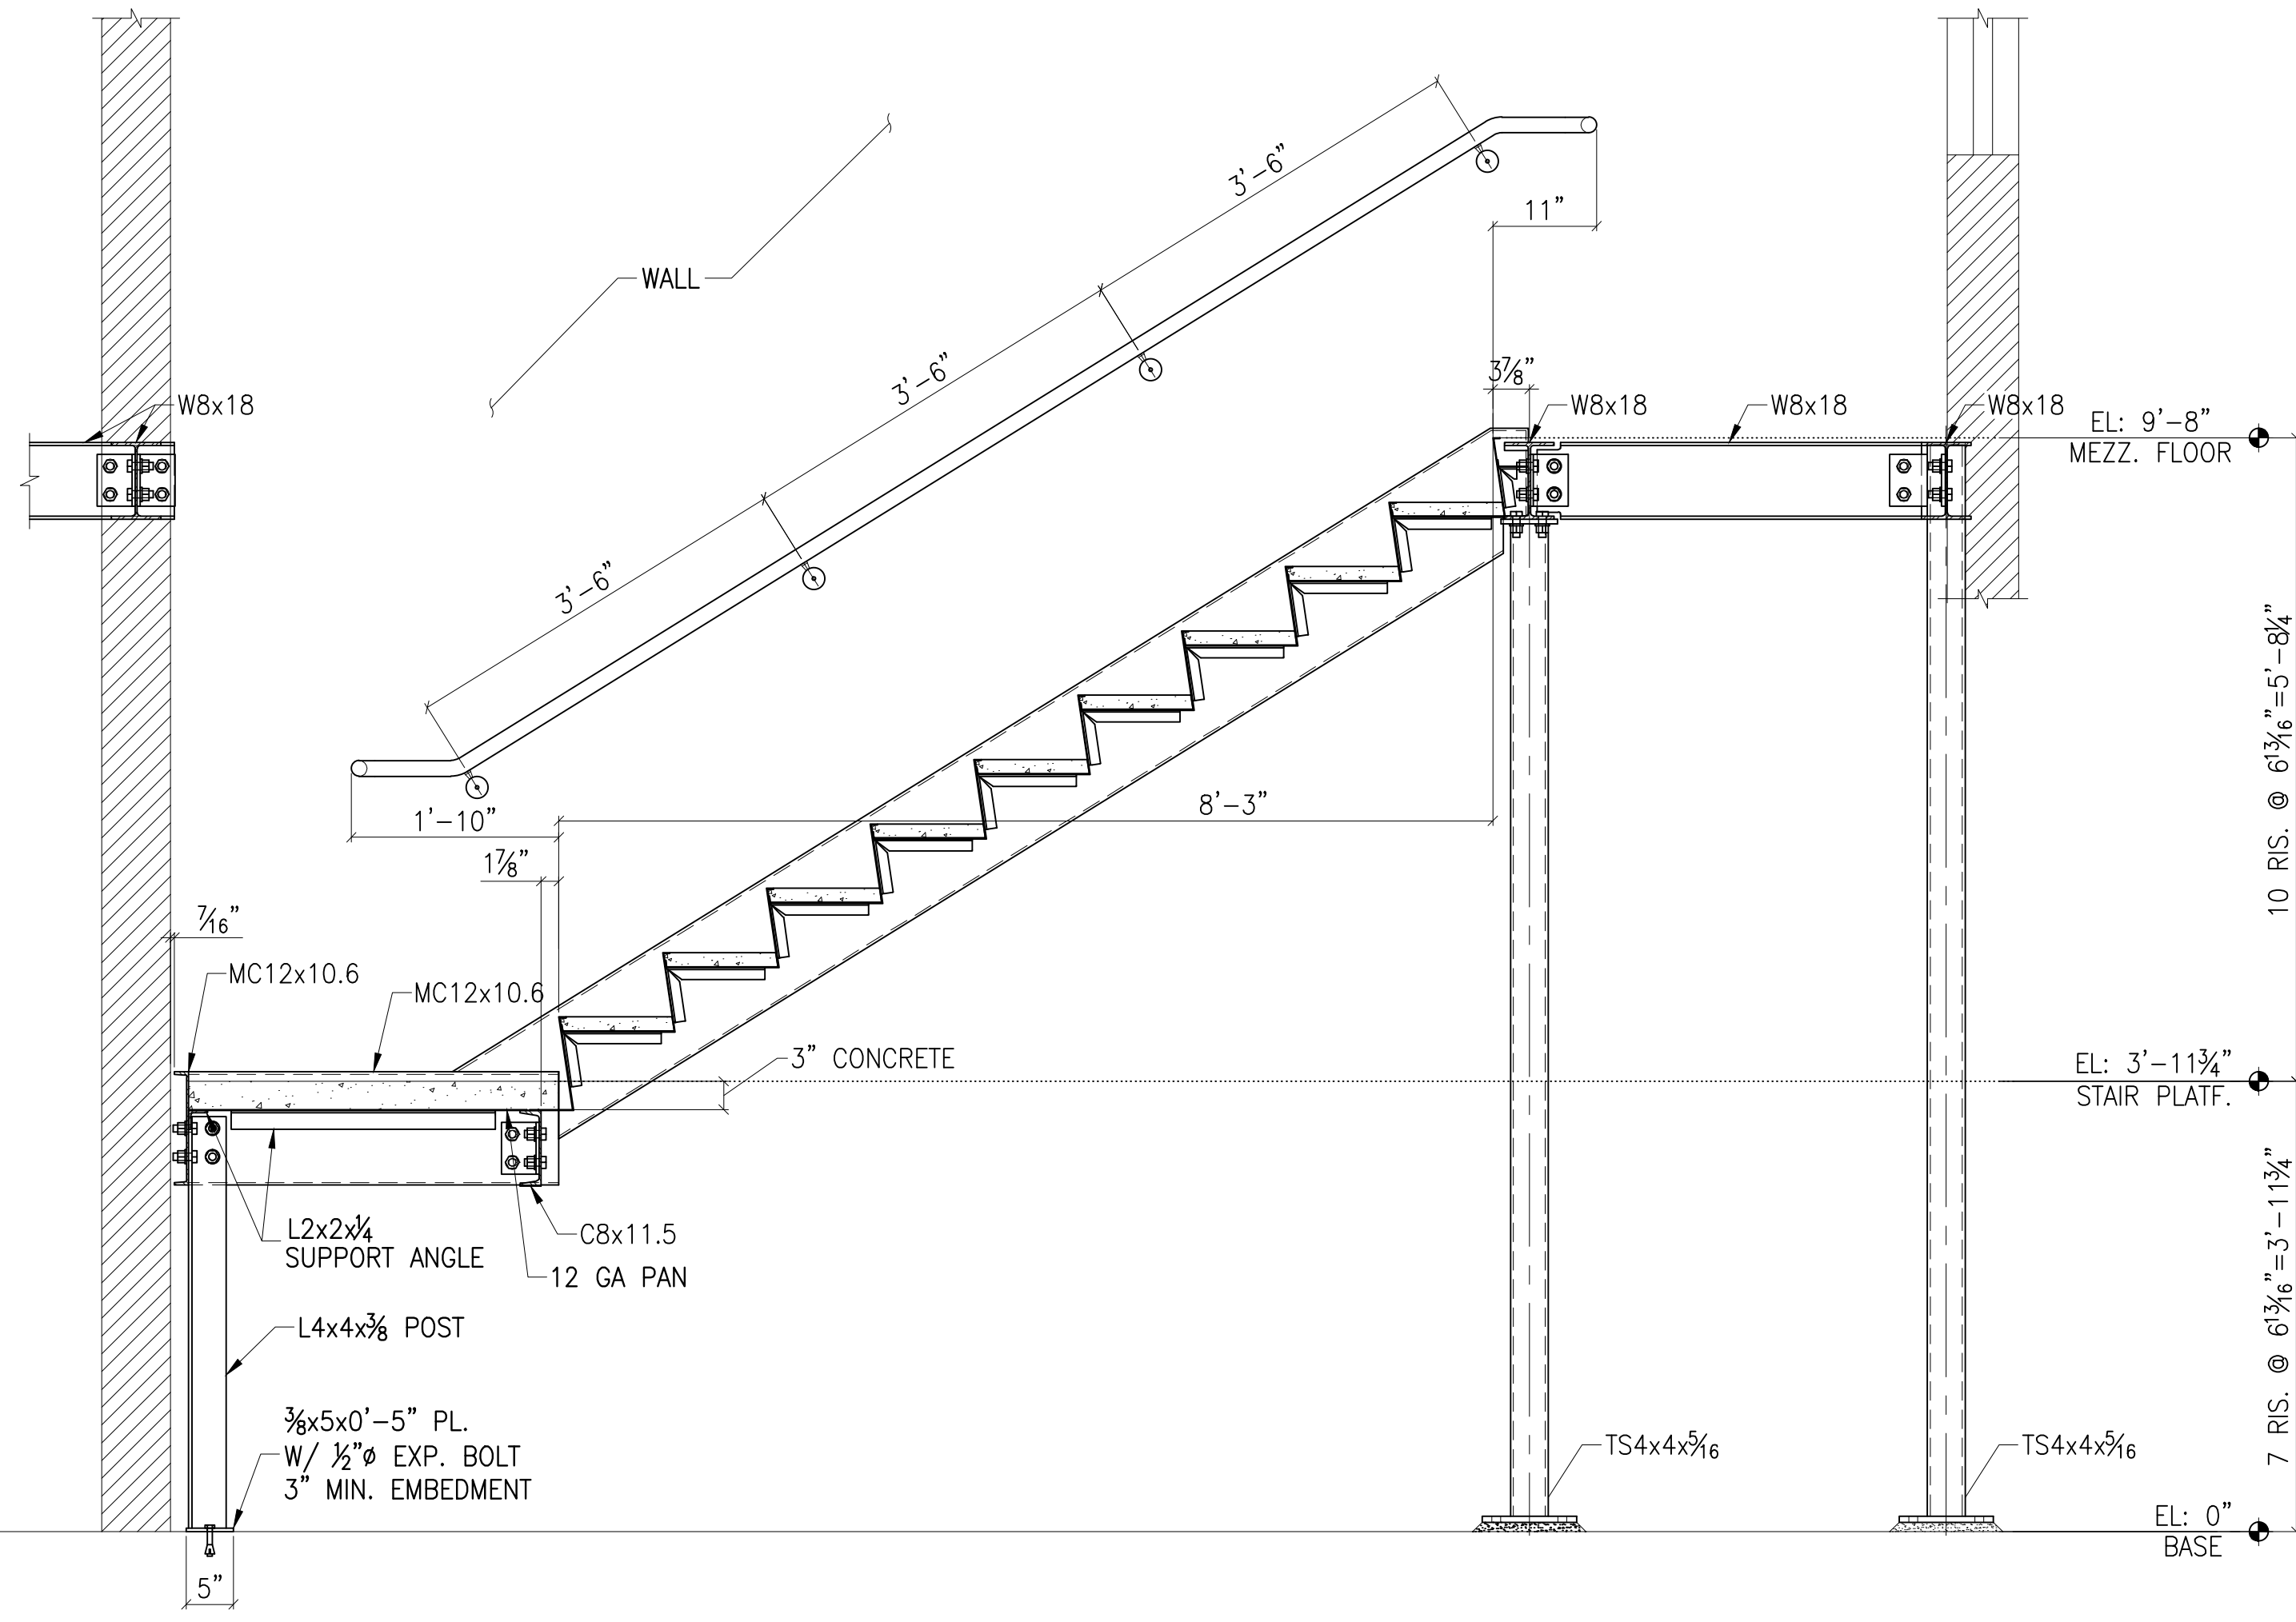 3'-6"
11"
WALL
3'-6"
3⅞"
W8x18
W8x18
W8x18
W8x18
EL: 9'-8"
MEZZ. FLOOR
3'-6"
10 RIS. @ 6¹³⁄₁₆"=5'-8¼"
1'-10"
8'-3"
1⅞"
⁷⁄₁₆"
MC12x10.6
MC12x10.6
3" CONCRETE
EL: 3'-11¾"
STAIR PLATF.
L2x2x¼
SUPPORT ANGLE
C8x11.5
12 GA PAN
7 RIS. @ 6¹³⁄₁₆"=3'-11¾"
L4x4x⅜ POST
⅜x5x0'-5" PL.
W/ ½"ø EXP. BOLT
3" MIN. EMBEDMENT
TS4x4x⁵⁄₁₆
TS4x4x⁵⁄₁₆
EL: 0"
BASE
5"